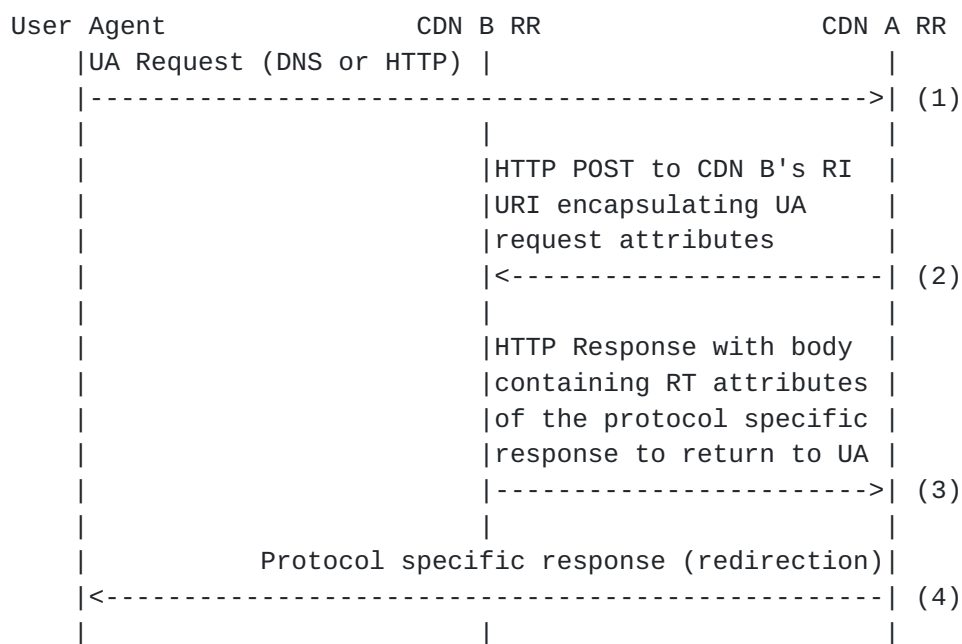 User Agent CDN B RR CDN A RR
UA Request (DNS or HTTP)
(1)
HTTP POST to CDN B's RI
URI encapsulating UA
request attributes
(2)
HTTP Response with body
containing RT attributes
of the protocol specific
response to return to UA
(3)
Protocol specific response (redirection)
(4)